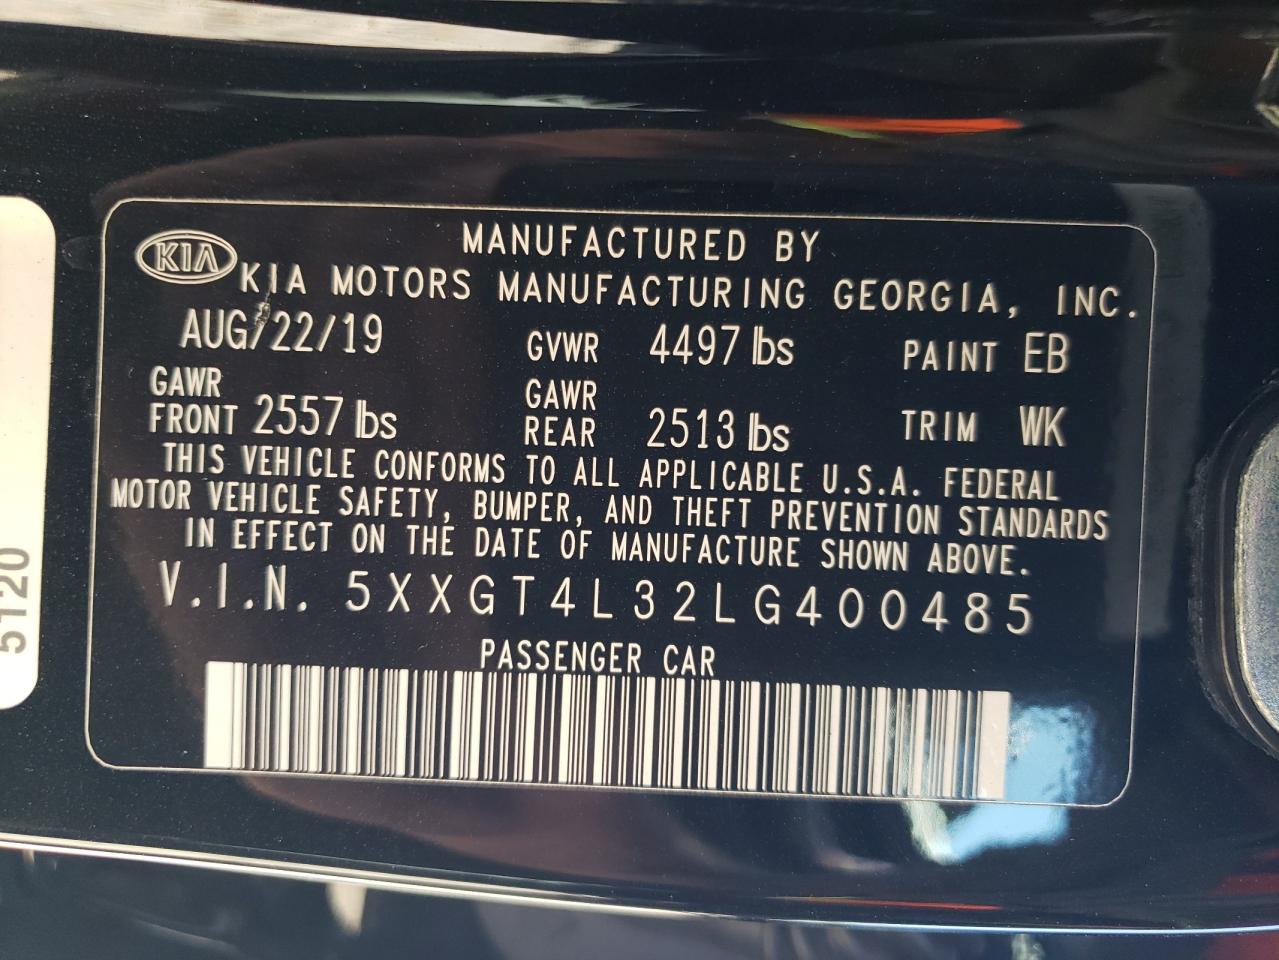 MANUFACTURED BY
KIA KIA MOTORS MANUFACTURING GEORGIA, INC.
AUG/22/19 GVWR 4497 lbs PAINT EB
GAWR FRONT 2557 lbs GAWR REAR 2513 lbs TRIM WK
THIS VEHICLE CONFORMS TO ALL APPLICABLE U.S.A. FEDERAL
MOTOR VEHICLE SAFETY, BUMPER, AND THEFT PREVENTION STANDARDS
IN EFFECT ON THE DATE OF MANUFACTURE SHOWN ABOVE.
V.I.N. 5XXGT4L32LG400485
PASSENGER CAR
5120